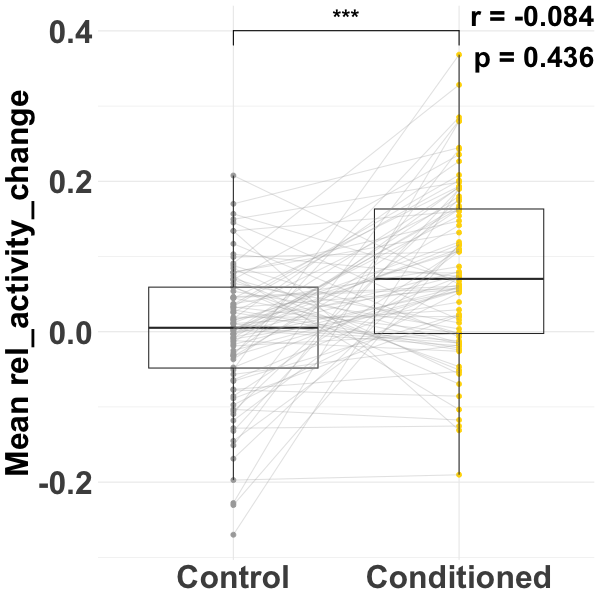 ***
r = -0.084
p = 0.436
Mean rel_activity_change
0.4
0.2
0.0
-0.2
Control
Conditioned